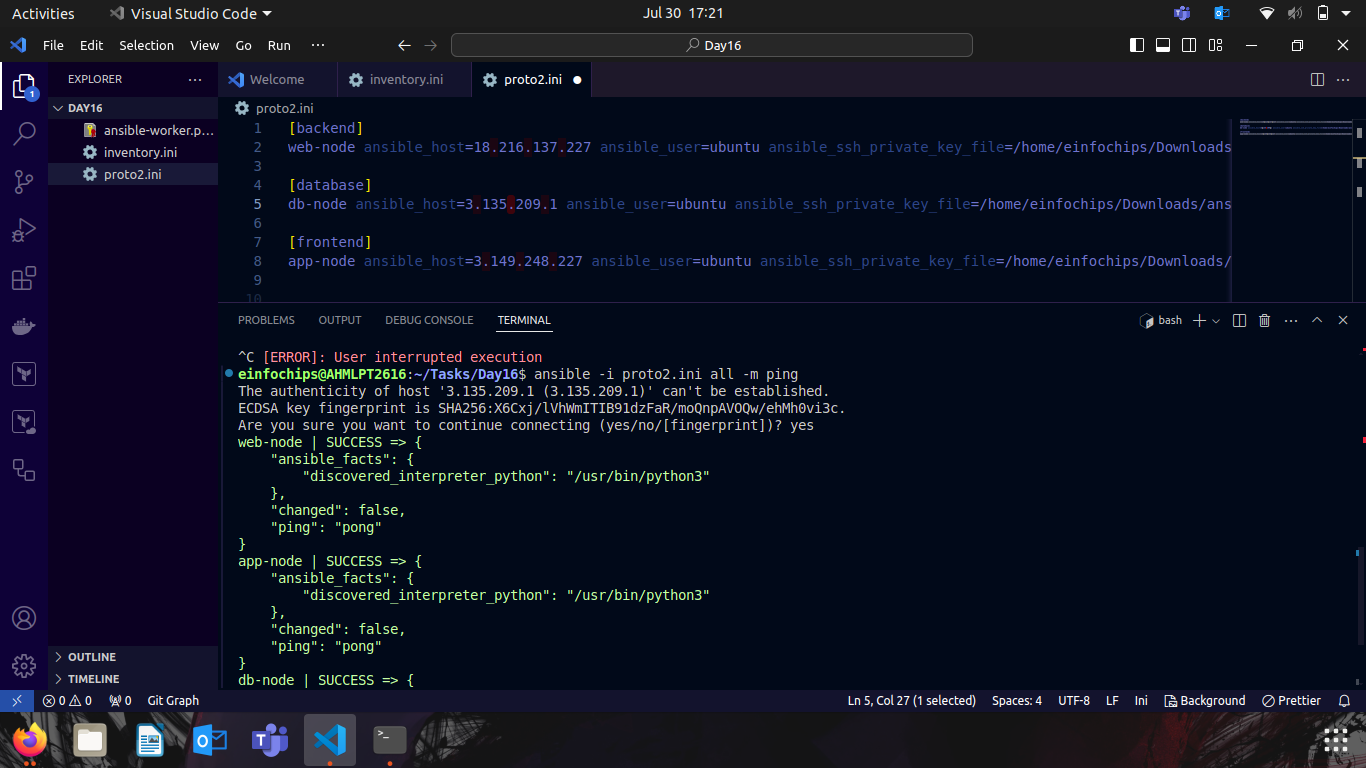 Activities
Visual Studio Code
Jul 30 17:21
File Edit Selection View Go Run ···
Day16
EXPLORER
DAY16
ansible-worker.p...
inventory.ini
proto2.ini
OUTLINE
TIMELINE
1
Welcome
inventory.ini
proto2.ini
proto2.ini
1 [backend]
2 web-node ansible_host=18.216.137.227 ansible_user=ubuntu ansible_ssh_private_key_file=/home/einfochips/Downloads
3
4 [database]
5 db-node ansible_host=3.135.209.1 ansible_user=ubuntu ansible_ssh_private_key_file=/home/einfochips/Downloads/ans
6
7 [frontend]
8 app-node ansible_host=3.149.248.227 ansible_user=ubuntu ansible_ssh_private_key_file=/home/einfochips/Downloads/
9
10
PROBLEMS OUTPUT DEBUG CONSOLE TERMINAL
bash
^C [ERROR]: User interrupted execution
einfochips@AHMLPT2616:~/Tasks/Day16$ ansible -i proto2.ini all -m ping
The authenticity of host '3.135.209.1 (3.135.209.1)' can't be established.
ECDSA key fingerprint is SHA256:X6Cxj/lVhWmITIB91dzFaR/moQnpAVOQw/ehMh0vi3c.
Are you sure you want to continue connecting (yes/no/[fingerprint])? yes
web-node | SUCCESS => {
    "ansible_facts": {
        "discovered_interpreter_python": "/usr/bin/python3"
    },
    "changed": false,
    "ping": "pong"
}
app-node | SUCCESS => {
    "ansible_facts": {
        "discovered_interpreter_python": "/usr/bin/python3"
    },
    "changed": false,
    "ping": "pong"
}
db-node | SUCCESS => {
0 0 0 Git Graph
Ln 5, Col 27 (1 selected) Spaces: 4 UTF-8 LF Ini Background Prettier